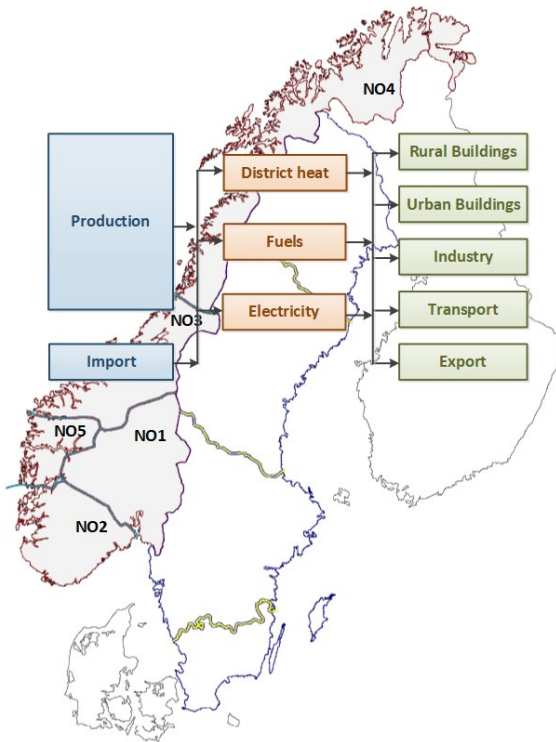 NO4
Rural Buildings
District heat
Production
Urban Buildings
Fuels
Industry
Electricity
Transport
NO3
Import
Export
NO5
NO1
NO2